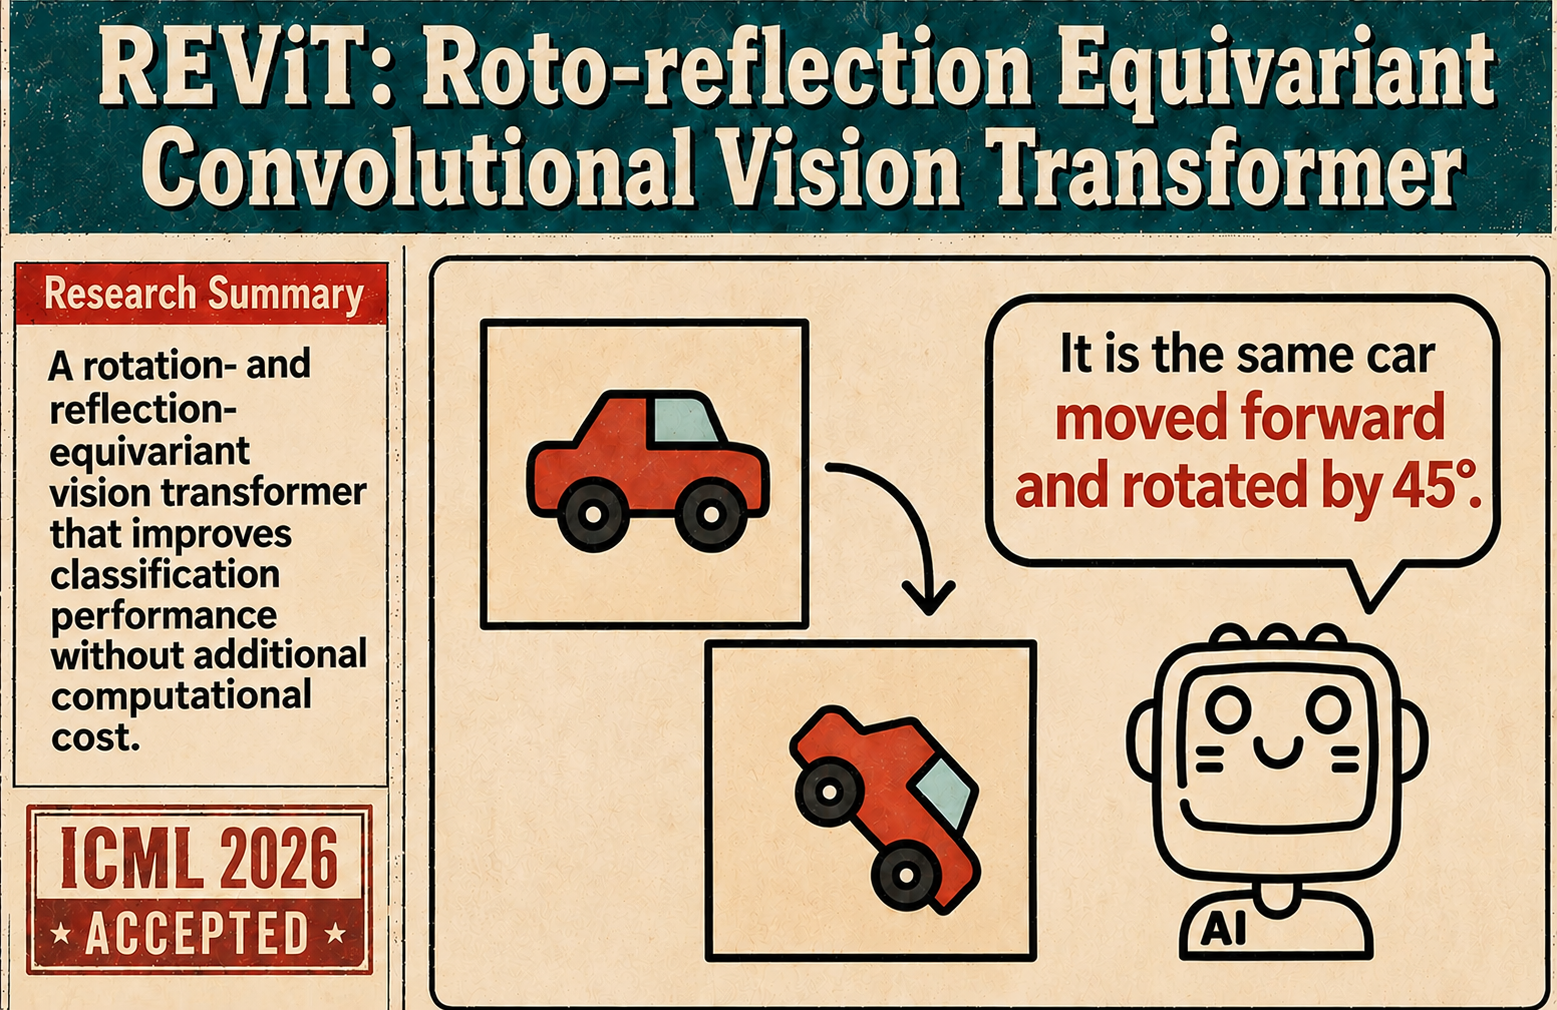 REViT: Roto-reflection Equivariant
Convolutional Vision Transformer
Research Summary
A rotation- and
reflection-
equivariant
vision transformer
that improves
classification
performance
without additional
computational
cost.
ICML 2026
ACCEPTED
It is the same car
moved forward
and rotated by 45°.
AI